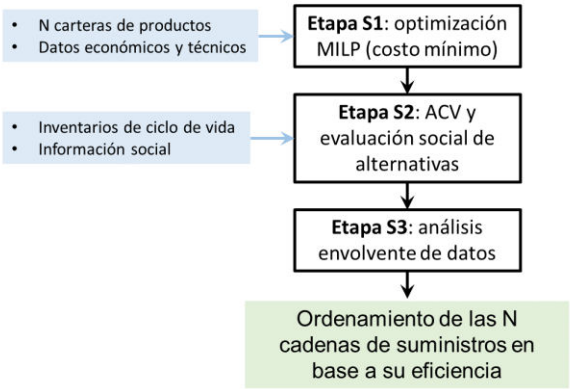 • N carteras de productos
• Datos económicos y técnicos
Etapa S1: optimización
MILP (costo mínimo)
• Inventarios de ciclo de vida
• Información social
Etapa S2: ACV y
evaluación social de
alternativas
Etapa S3: análisis
envolvente de datos
Ordenamiento de las N
cadenas de suministros en
base a su eficiencia